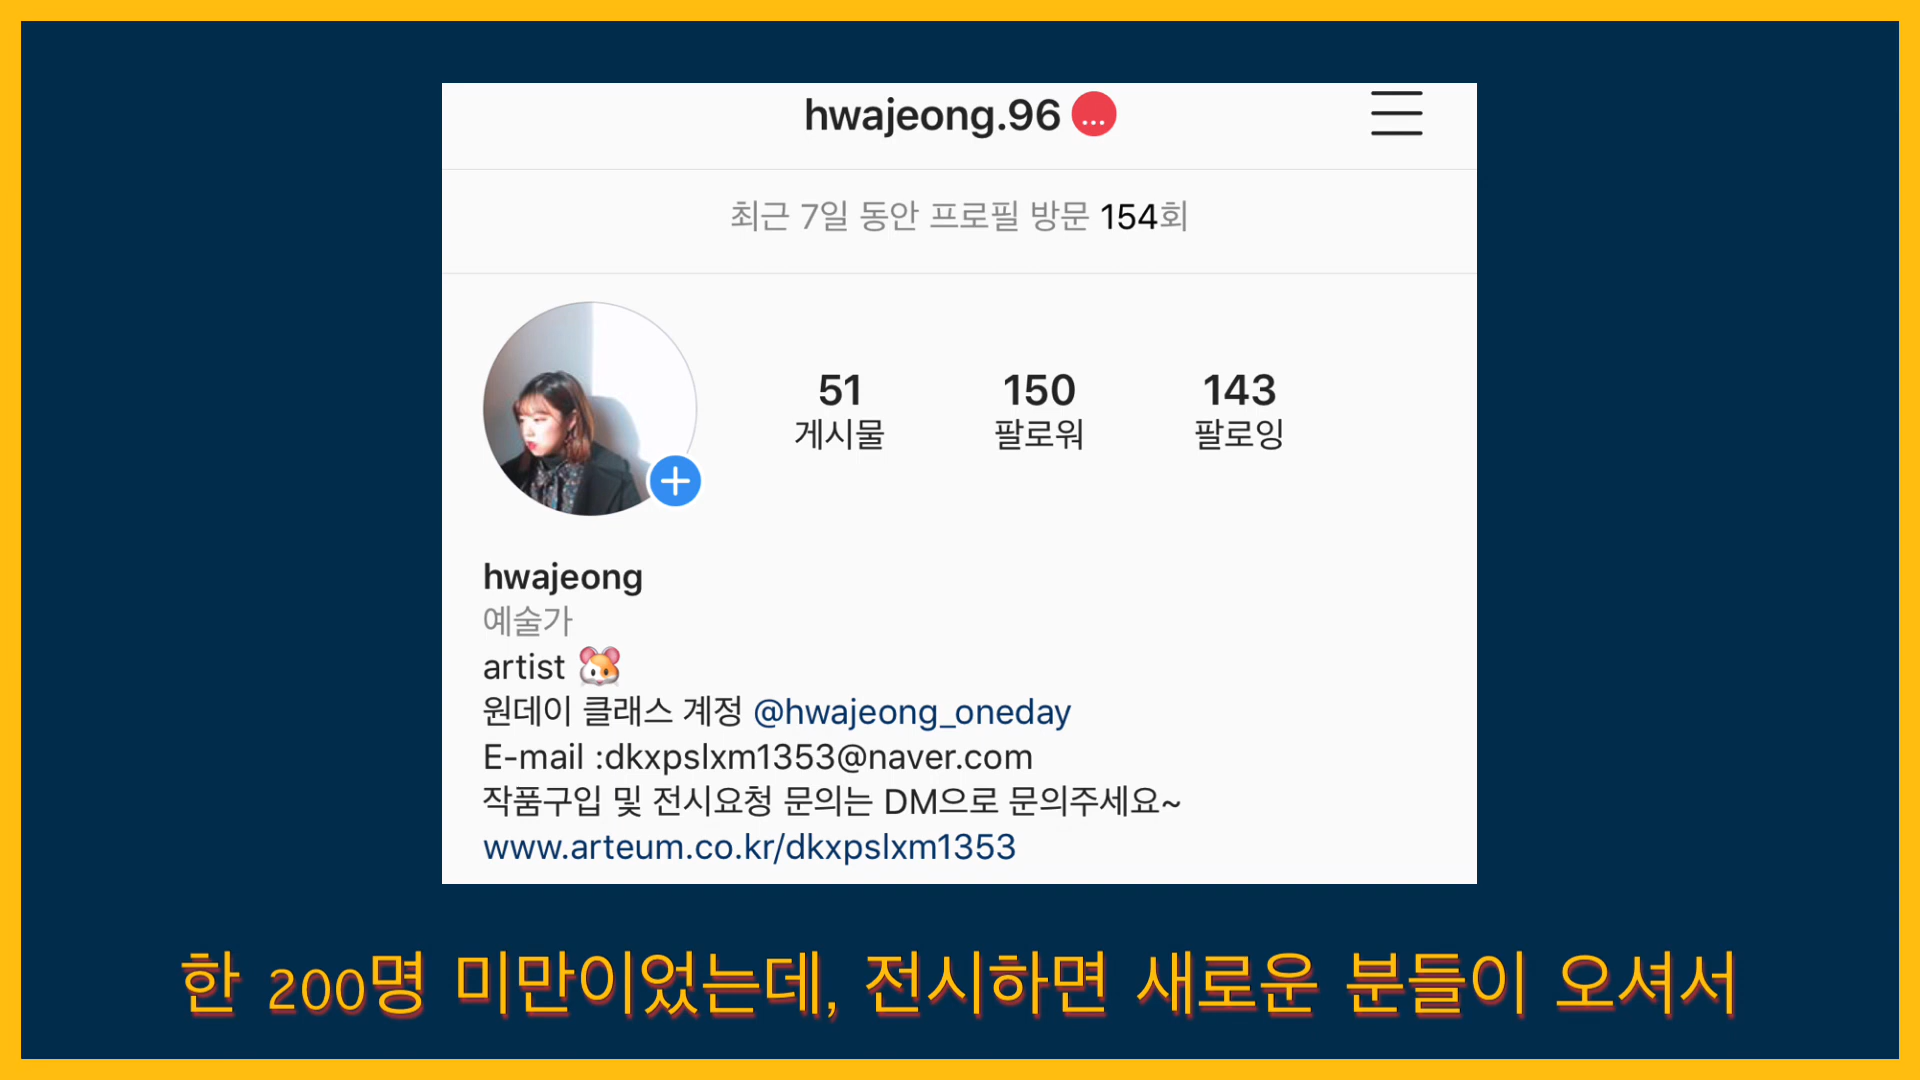 hwajeong.96 ...
최근 7일 동안 프로필 방문 154회
51 150 143
게시물 팔로워 팔로잉
hwajeong
예술가
artist 🐹
원데이 클래스 계정 @hwajeong_oneday
E-mail :dkxpslxm1353@naver.com
작품구입 및 전시요청 문의는 DM으로 문의주세요~
www.arteum.co.kr/dkxpslxm1353
한 200명 미만이었는데, 전시하면 새로운 분들이 오셔서